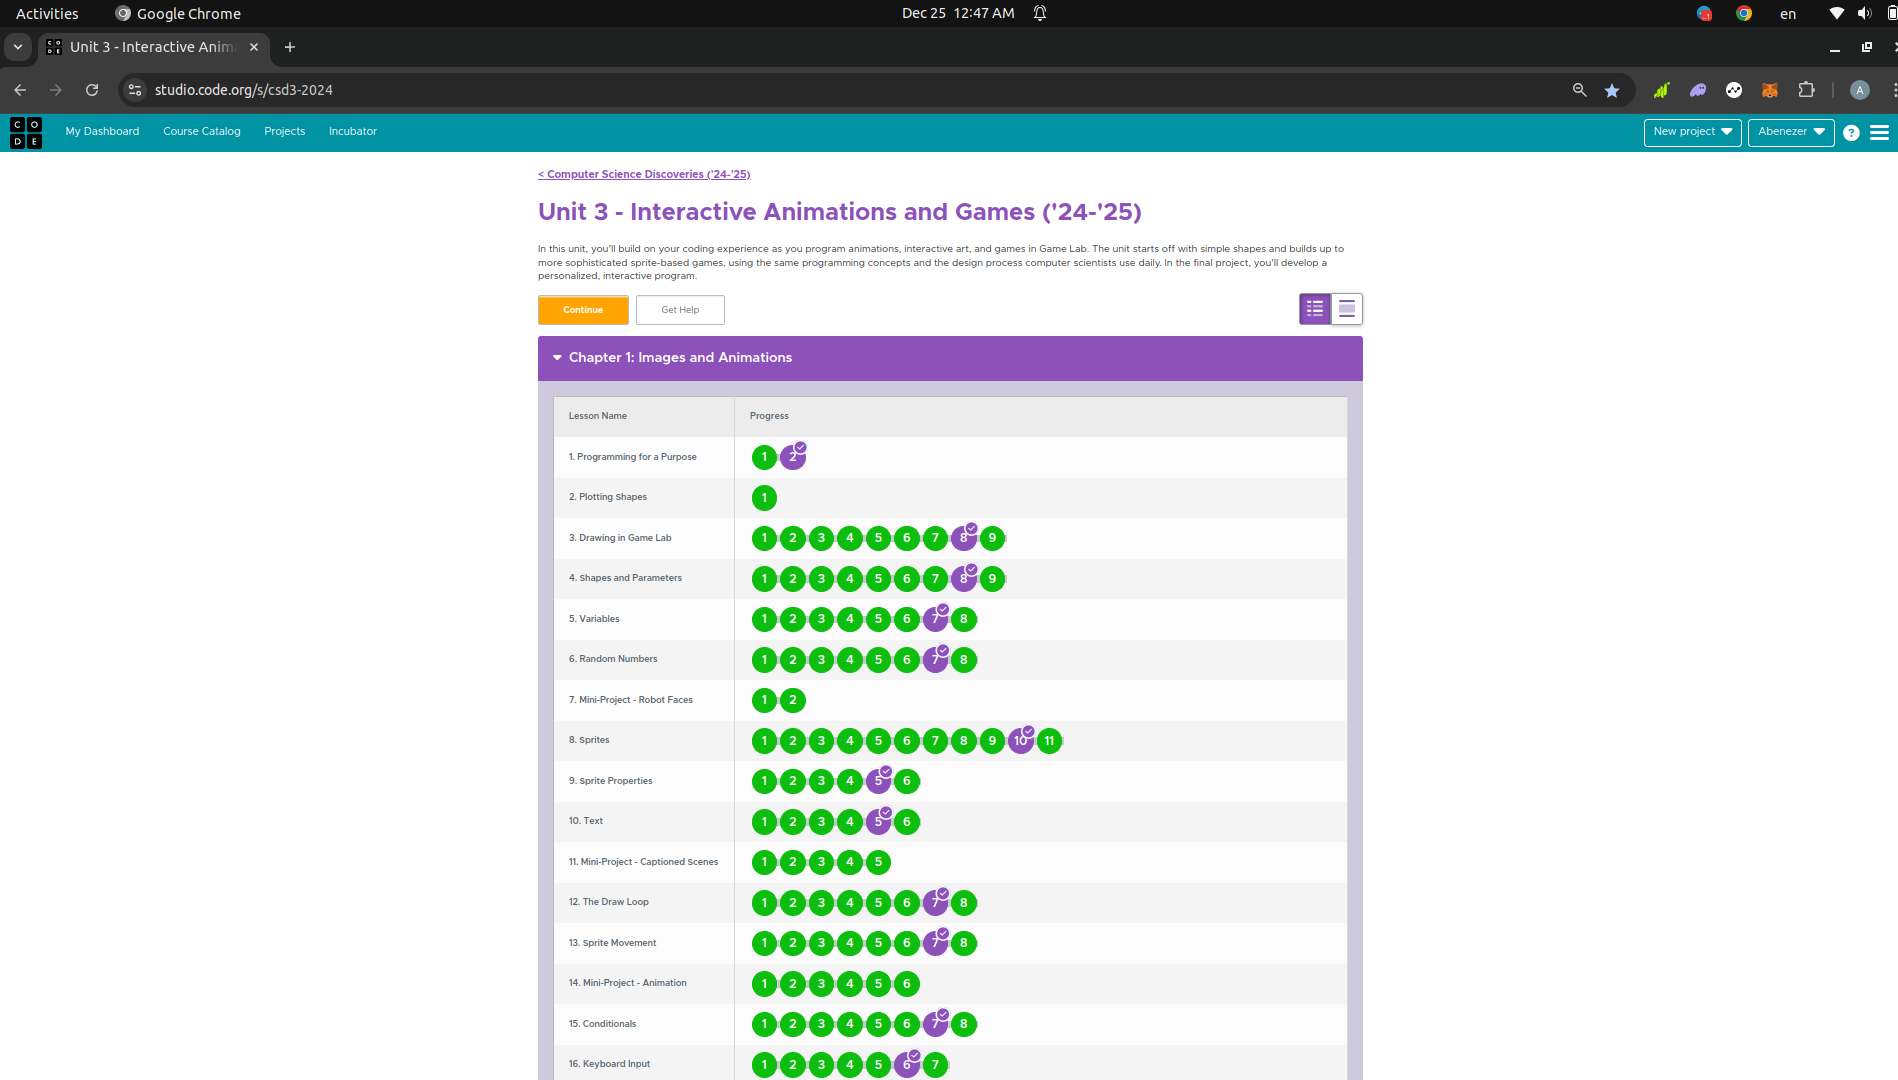 Activities
Google Chrome
Dec 25 12:47 AM
en
Unit 3 - Interactive Anim
studio.code.org/s/csd3-2024
A
C O D E
My Dashboard
Course Catalog
Projects
Incubator
New project
Abenezer
?
< Computer Science Discoveries ('24-'25)
Unit 3 - Interactive Animations and Games ('24-'25)
In this unit, you'll build on your coding experience as you program animations, interactive art, and games in Game Lab. The unit starts off with simple shapes and builds up to
more sophisticated sprite-based games, using the same programming concepts and the design process computer scientists use daily. In the final project, you'll develop a
personalized, interactive program.
Continue
Get Help
Chapter 1: Images and Animations
Lesson Name Progress
1. Programming for a Purpose 1 2
2. Plotting Shapes 1
3. Drawing in Game Lab 1 2 3 4 5 6 7 8 9
4. Shapes and Parameters 1 2 3 4 5 6 7 8 9
5. Variables 1 2 3 4 5 6 7 8
6. Random Numbers 1 2 3 4 5 6 7 8
7. Mini-Project - Robot Faces 1 2
8. Sprites 1 2 3 4 5 6 7 8 9 10 11
9. Sprite Properties 1 2 3 4 5 6
10. Text 1 2 3 4 5 6
11. Mini-Project - Captioned Scenes 1 2 3 4 5
12. The Draw Loop 1 2 3 4 5 6 7 8
13. Sprite Movement 1 2 3 4 5 6 7 8
14. Mini-Project - Animation 1 2 3 4 5 6
15. Conditionals 1 2 3 4 5 6 7 8
16. Keyboard Input 1 2 3 4 5 6 7